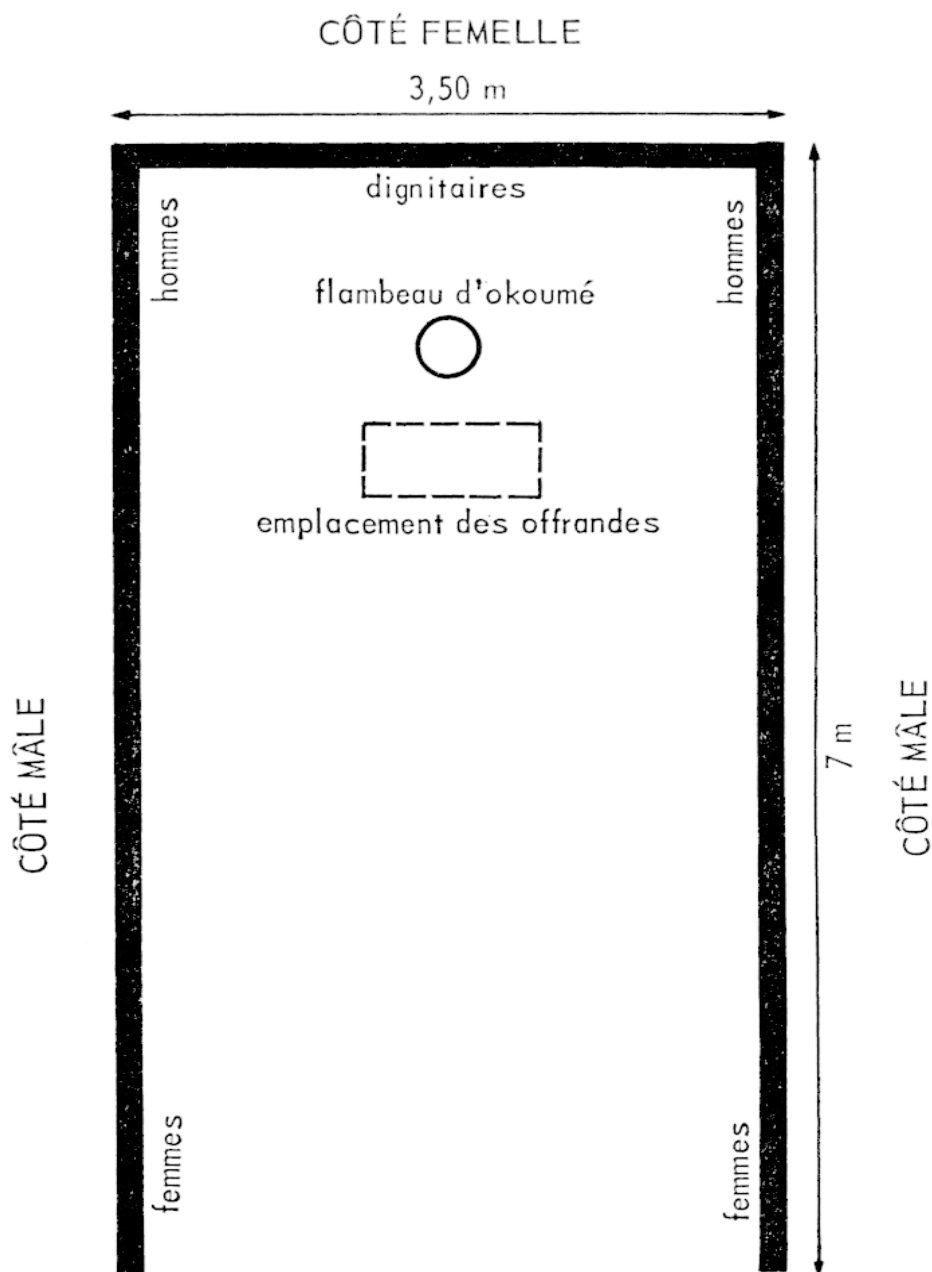 CÔTÉ FEMELLE
3,50 m
dignitaires
hommes
hommes
flambeau d'okoumé
emplacement des offrandes
CÔTÉ MÂLE
7 m
CÔTÉ MÂLE
femmes
femmes